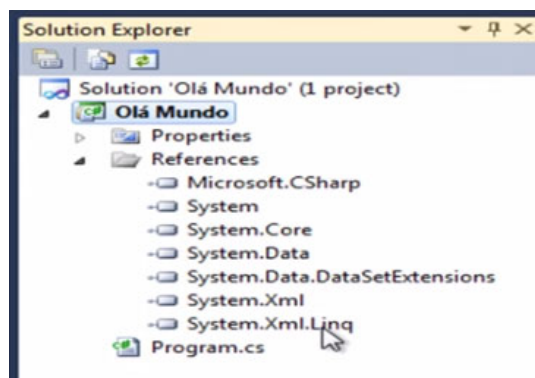 Solution Explorer
Solution 'Olá Mundo' (1 project)
Olá Mundo
Properties
References
Microsoft.CSharp
System
System.Core
System.Data
System.Data.DataSetExtensions
System.Xml
System.Xml.Linq
Program.cs